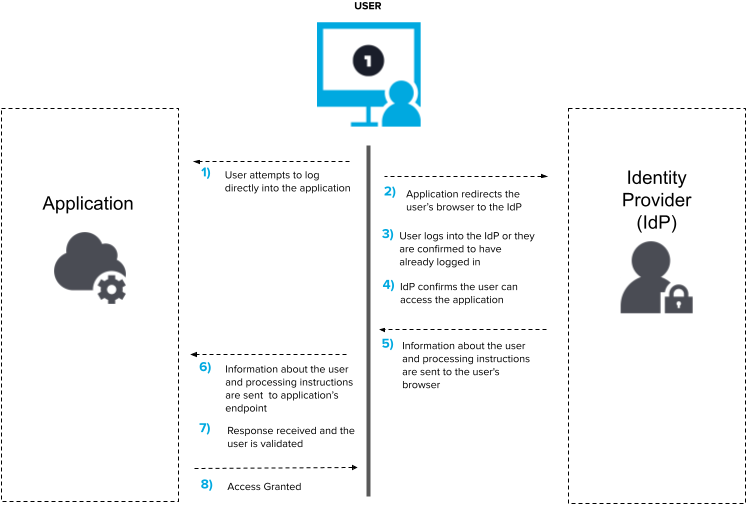 USER
1
Application
Identity
Provider
(IdP)
1) User attempts to log
directly into the application
2) Application redirects the
user's browser to the IdP
3) User logs into the IdP or they
are confirmed to have
already logged in
4) IdP confirms the user can
access the application
5) Information about the user
and processing instructions
are sent to the user's
browser
6) Information about the user
and processing instructions
are sent to application's
endpoint
7) Response received and the
user is validated
8) Access Granted